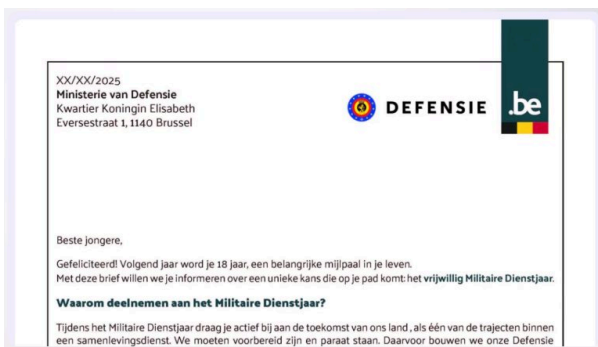 XX/XX/2025
Ministerie van Defensie
Kwartier Koningin Elisabeth
Eversestraat 1, 1140 Brussel
DEFENSIE
.be
Beste jongere,
Gefeliciteerd! Volgend jaar word je 18 jaar, een belangrijke mijlpaal in je leven.
Met deze brief willen we je informeren over een unieke kans die op je pad komt: het vrijwillig Militaire Dienstjaar.
Waarom deelnemen aan het Militaire Dienstjaar?
Tijdens het Militaire Dienstjaar draag je actief bij aan de toekomst van ons land, als één van de trajecten binnen
een samenlevingsdienst. We moeten voorbereid zijn en paraat staan. Daarvoor bouwen we onze Defensie